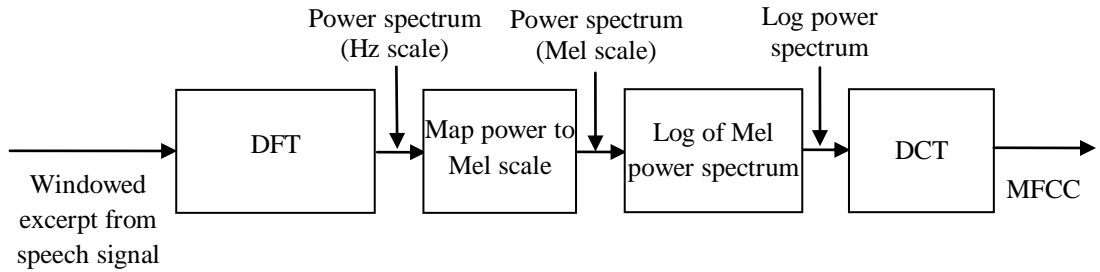 Power spectrum
(Hz scale)
Power spectrum
(Mel scale)
Log power
spectrum
DFT
Map power to
Mel scale
Log of Mel
power spectrum
DCT
Windowed
excerpt from
speech signal
MFCC